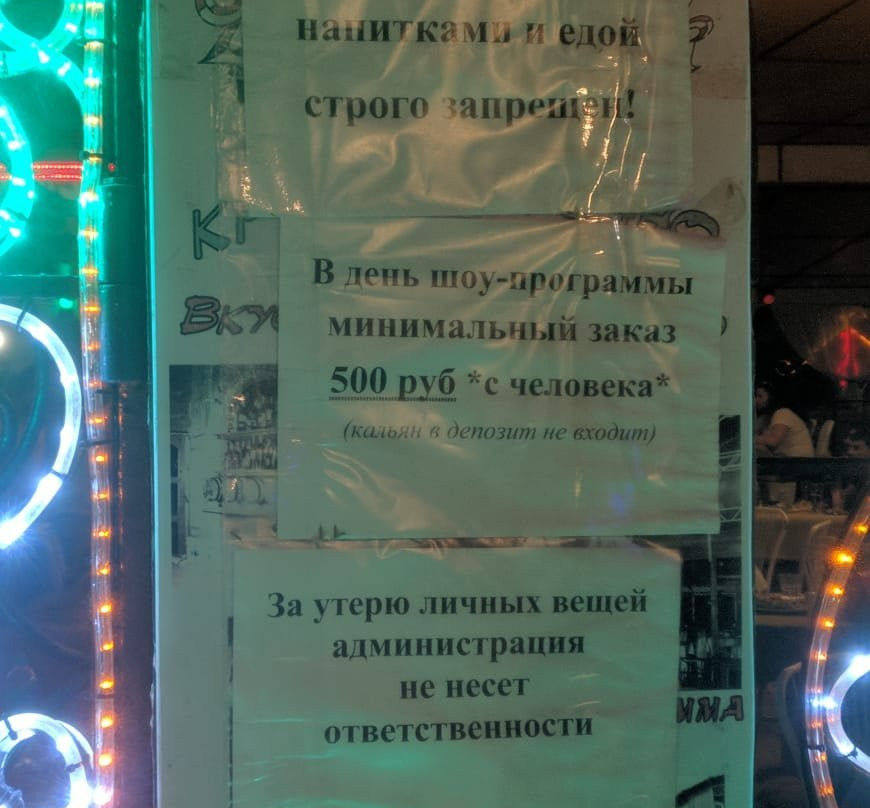 напитками и едой
строго запрещен!
В день шоу-программы
минимальный заказ
500 руб *с человека*
(кальян в депозит не входит)
За утерю личных вещей
администрация
не несет
ответственности